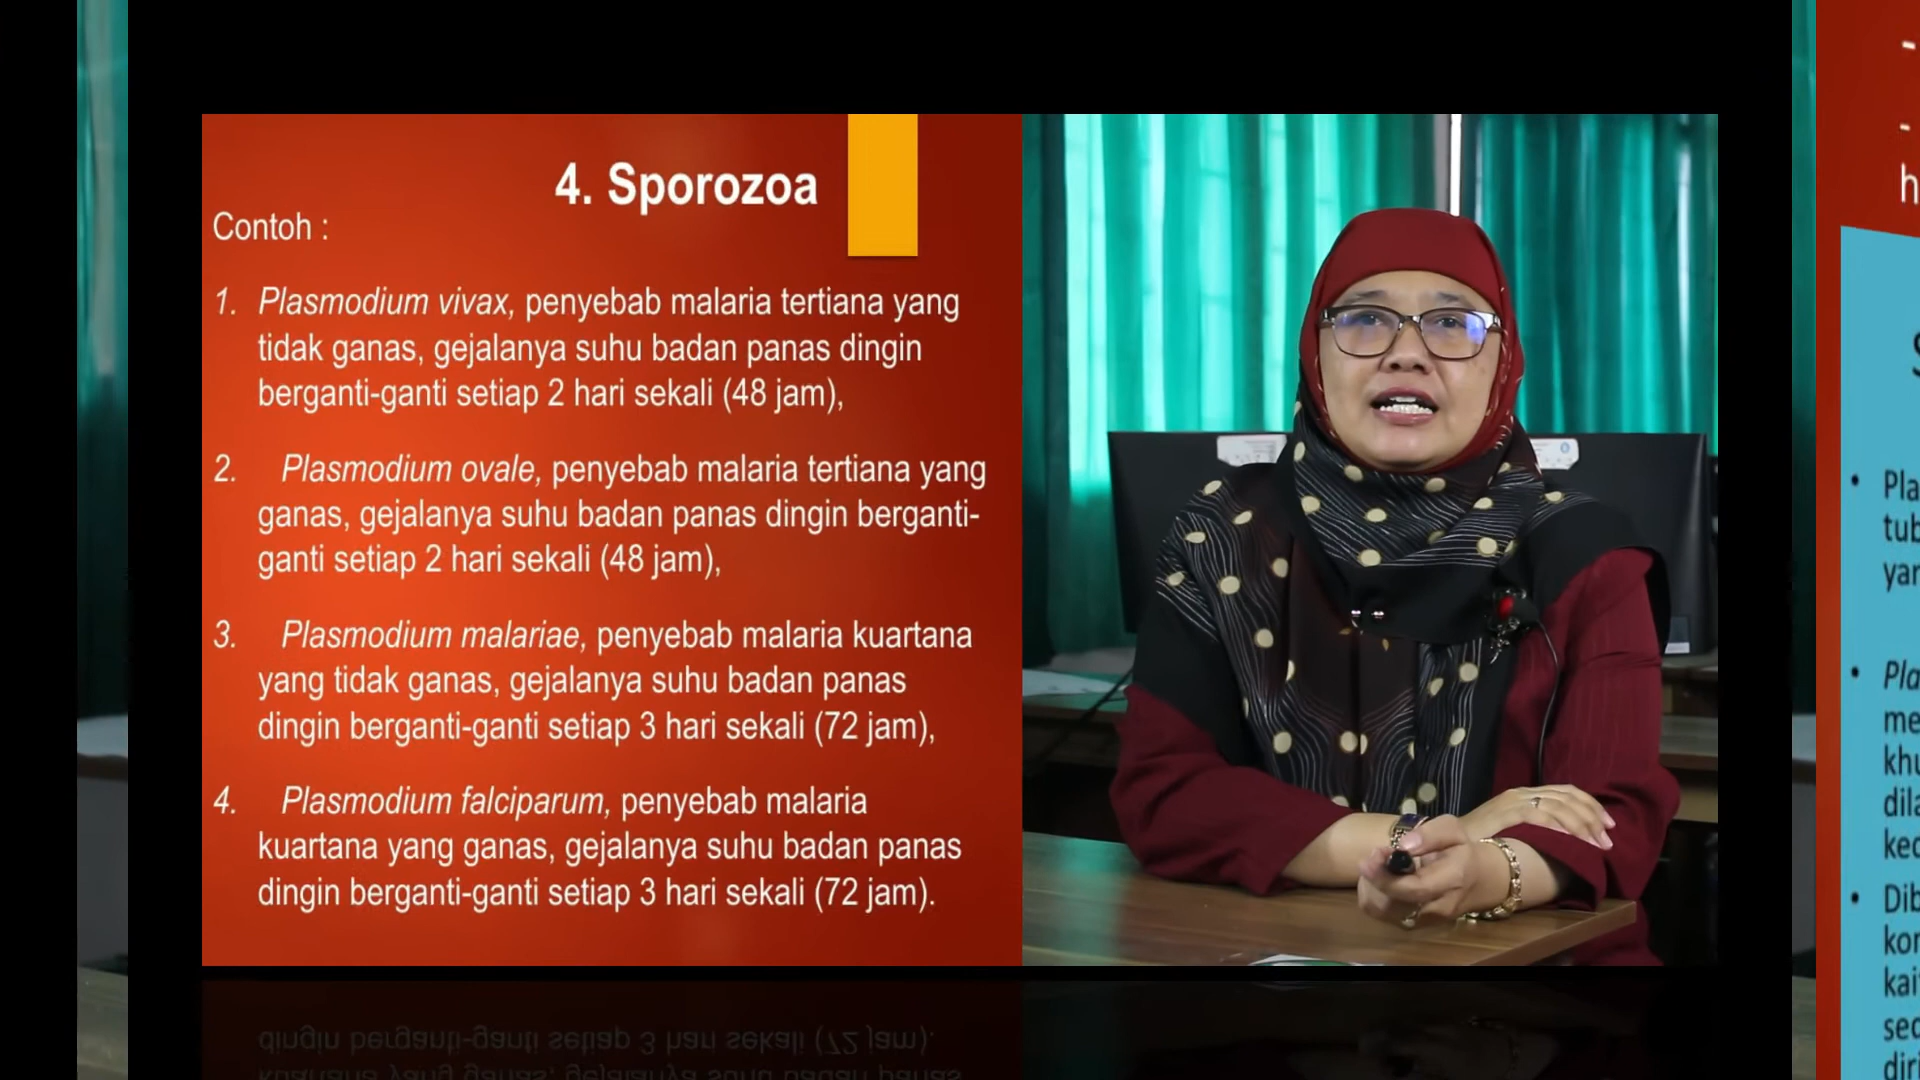 4. Sporozoa
Contoh :
1. Plasmodium vivax, penyebab malaria tertiana yang
tidak ganas, gejalanya suhu badan panas dingin
berganti-ganti setiap 2 hari sekali (48 jam),
2. Plasmodium ovale, penyebab malaria tertiana yang
ganas, gejalanya suhu badan panas dingin berganti-
ganti setiap 2 hari sekali (48 jam),
3. Plasmodium malariae, penyebab malaria kuartana
yang tidak ganas, gejalanya suhu badan panas
dingin berganti-ganti setiap 3 hari sekali (72 jam),
4. Plasmodium falciparum, penyebab malaria
kuartana yang ganas, gejalanya suhu badan panas
dingin berganti-ganti setiap 3 hari sekali (72 jam).